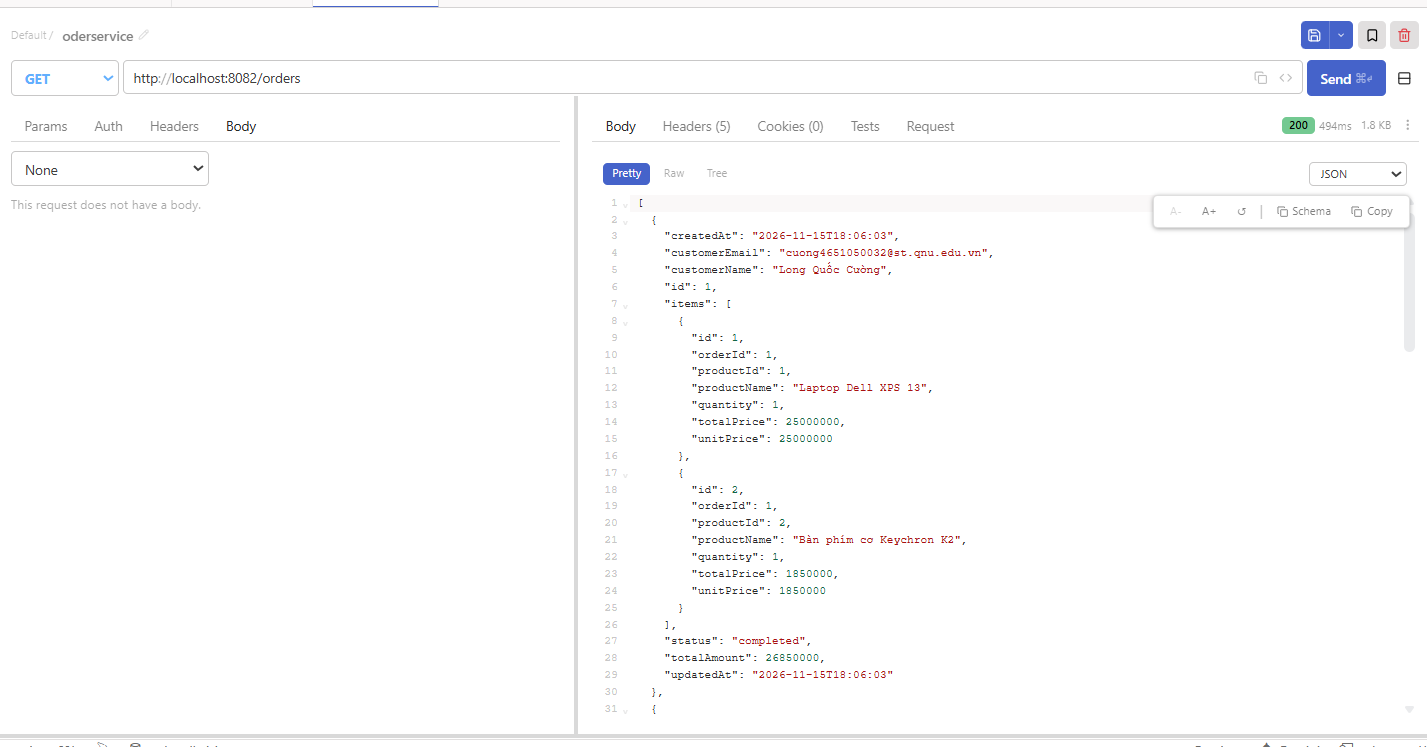 Default / oderservice
GET http://localhost:8082/orders Send
Params Auth Headers Body
None
This request does not have a body.
Body Headers (5) Cookies (0) Tests Request 200 494ms 1.8 KB
Pretty Raw Tree JSON
A- A+ Schema Copy
1 [
2 {
3 "createdAt": "2026-11-15T18:06:03",
4 "customerEmail": "cuong4651050032@st.qnu.edu.vn",
5 "customerName": "Long Quốc Cường",
6 "id": 1,
7 "items": [
8 {
9 "id": 1,
10 "orderId": 1,
11 "productId": 1,
12 "productName": "Laptop Dell XPS 13",
13 "quantity": 1,
14 "totalPrice": 25000000,
15 "unitPrice": 25000000
16 },
17 {
18 "id": 2,
19 "orderId": 1,
20 "productId": 2,
21 "productName": "Bàn phím cơ Keychron K2",
22 "quantity": 1,
23 "totalPrice": 1850000,
24 "unitPrice": 1850000
25 }
26 ],
27 "status": "completed",
28 "totalAmount": 26850000,
29 "updatedAt": "2026-11-15T18:06:03"
30 },
31 {